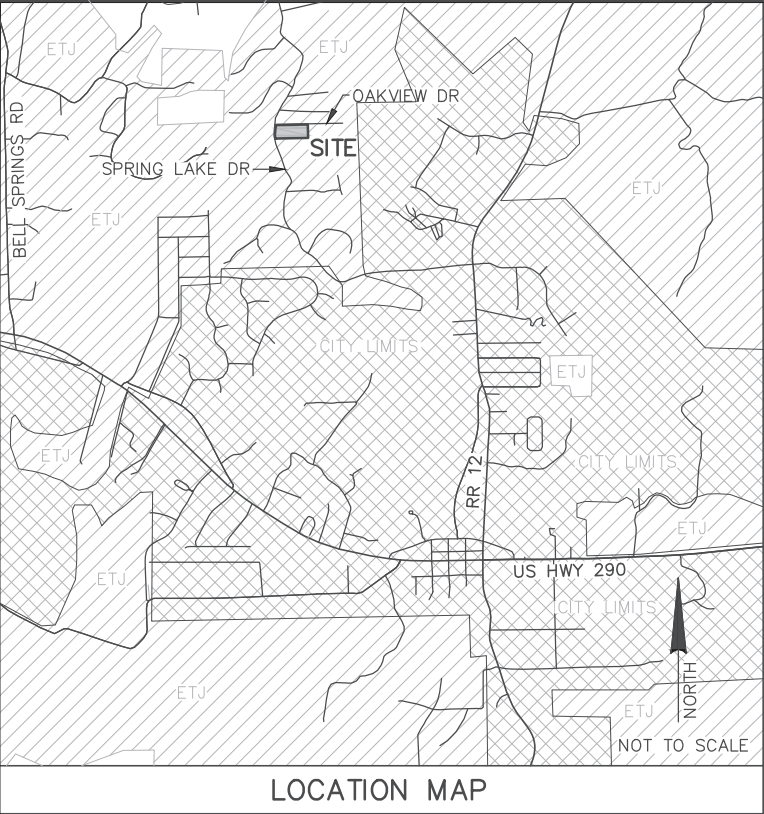 ETJ
ETJ
OAKVIEW DR
SITE
SPRING LAKE DR
BELL SPRINGS RD
ETJ
ETJ
CITY LIMITS
ETJ
ETJ
CITY LIMITS
RR 12
ETJ
ETJ
US HWY 290
CITY LIMITS
ETJ
ETJ
NORTH
NOT TO SCALE
LOCATION MAP